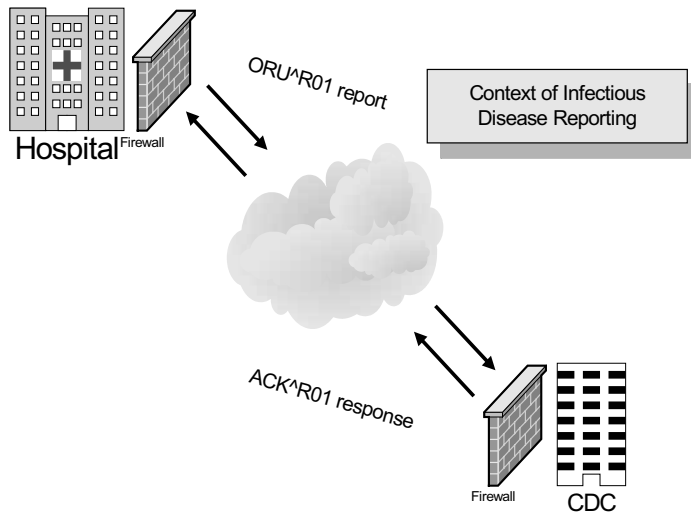 ORU^R01 report
Context of Infectious
Disease Reporting
Hospital
Firewall
ACK^R01 response
Firewall
CDC